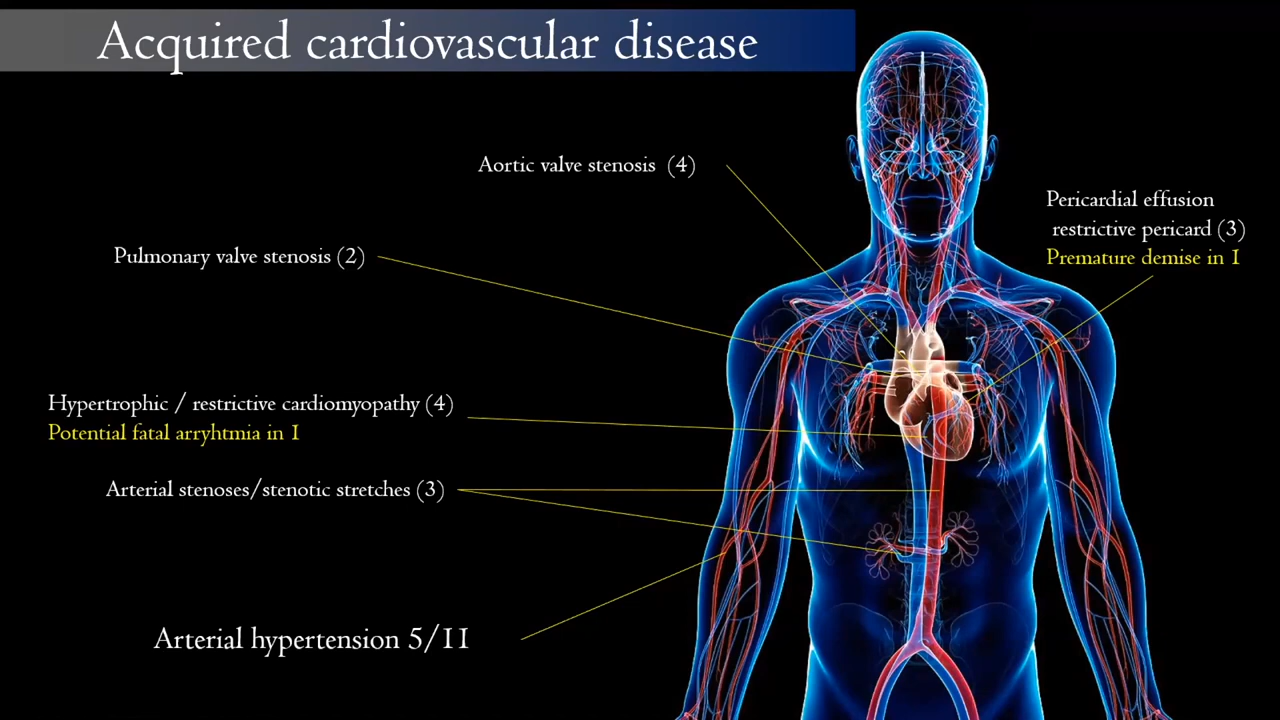 Acquired cardiovascular disease
Aortic valve stenosis (4)
Pericardial effusion
restrictive pericard (3)
Premature demise in 1
Pulmonary valve stenosis (2)
Hypertrophic / restrictive cardiomyopathy (4)
Potential fatal arryhtmia in 1
Arterial stenoses/stenotic stretches (3)
Arterial hypertension 5/11